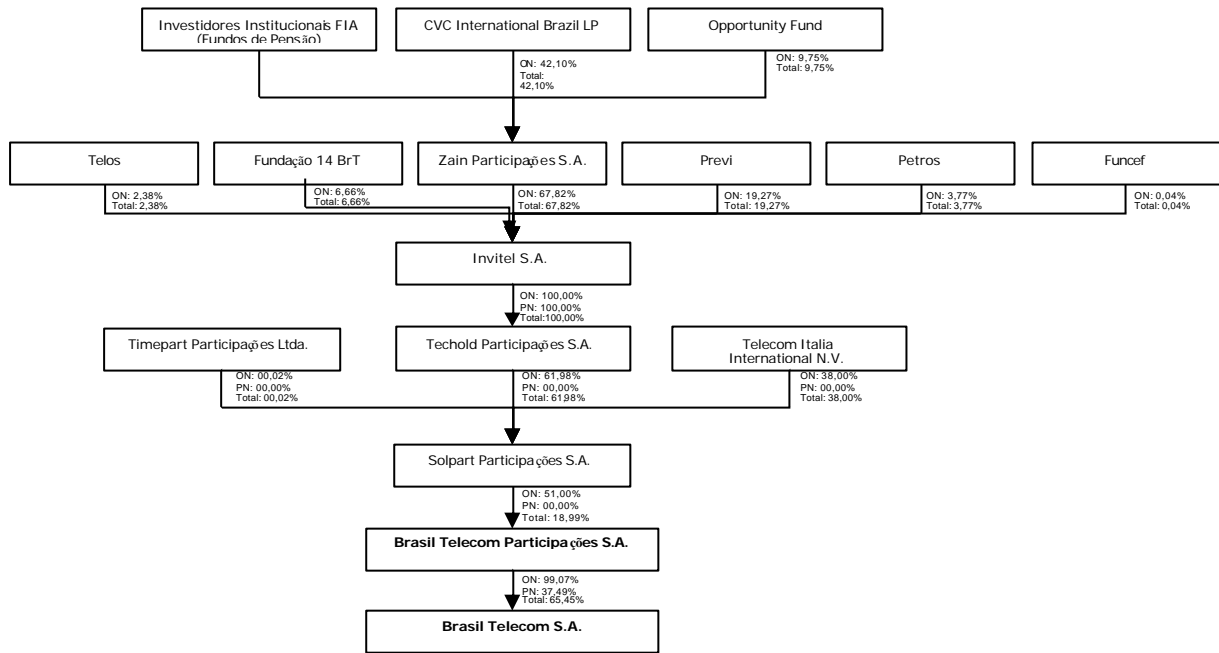 Investidores Institucionais FIA
(Fundos de Pensão)
CVC International Brazil LP
Opportunity Fund
ON: 42,10%
Total:
42,10%
ON: 9,75%
Total: 9,75%
Telos
Fundação 14 BrT
Zain Participações S.A.
Previ
Petros
Funcef
ON: 2,38%
Total: 2,38%
ON: 6,66%
Total: 6,66%
ON: 67,82%
Total: 67,82%
ON: 19,27%
Total: 19,27%
ON: 3,77%
Total: 3,77%
ON: 0,04%
Total: 0,04%
Invitel S.A.
ON: 100,00%
PN: 100,00%
Total:100,00%
Timepart Participações Ltda.
Techold Participações S.A.
Telecom Italia
International N.V.
ON: 00,02%
PN: 00,00%
Total: 00,02%
ON: 61,98%
PN: 00,00%
Total: 61,98%
ON: 38,00%
PN: 00,00%
Total: 38,00%
Solpart Participações S.A.
ON: 51,00%
PN: 00,00%
Total: 18,99%
Brasil Telecom Participações S.A.
ON: 99,07%
PN: 37,49%
Total: 65,45%
Brasil Telecom S.A.